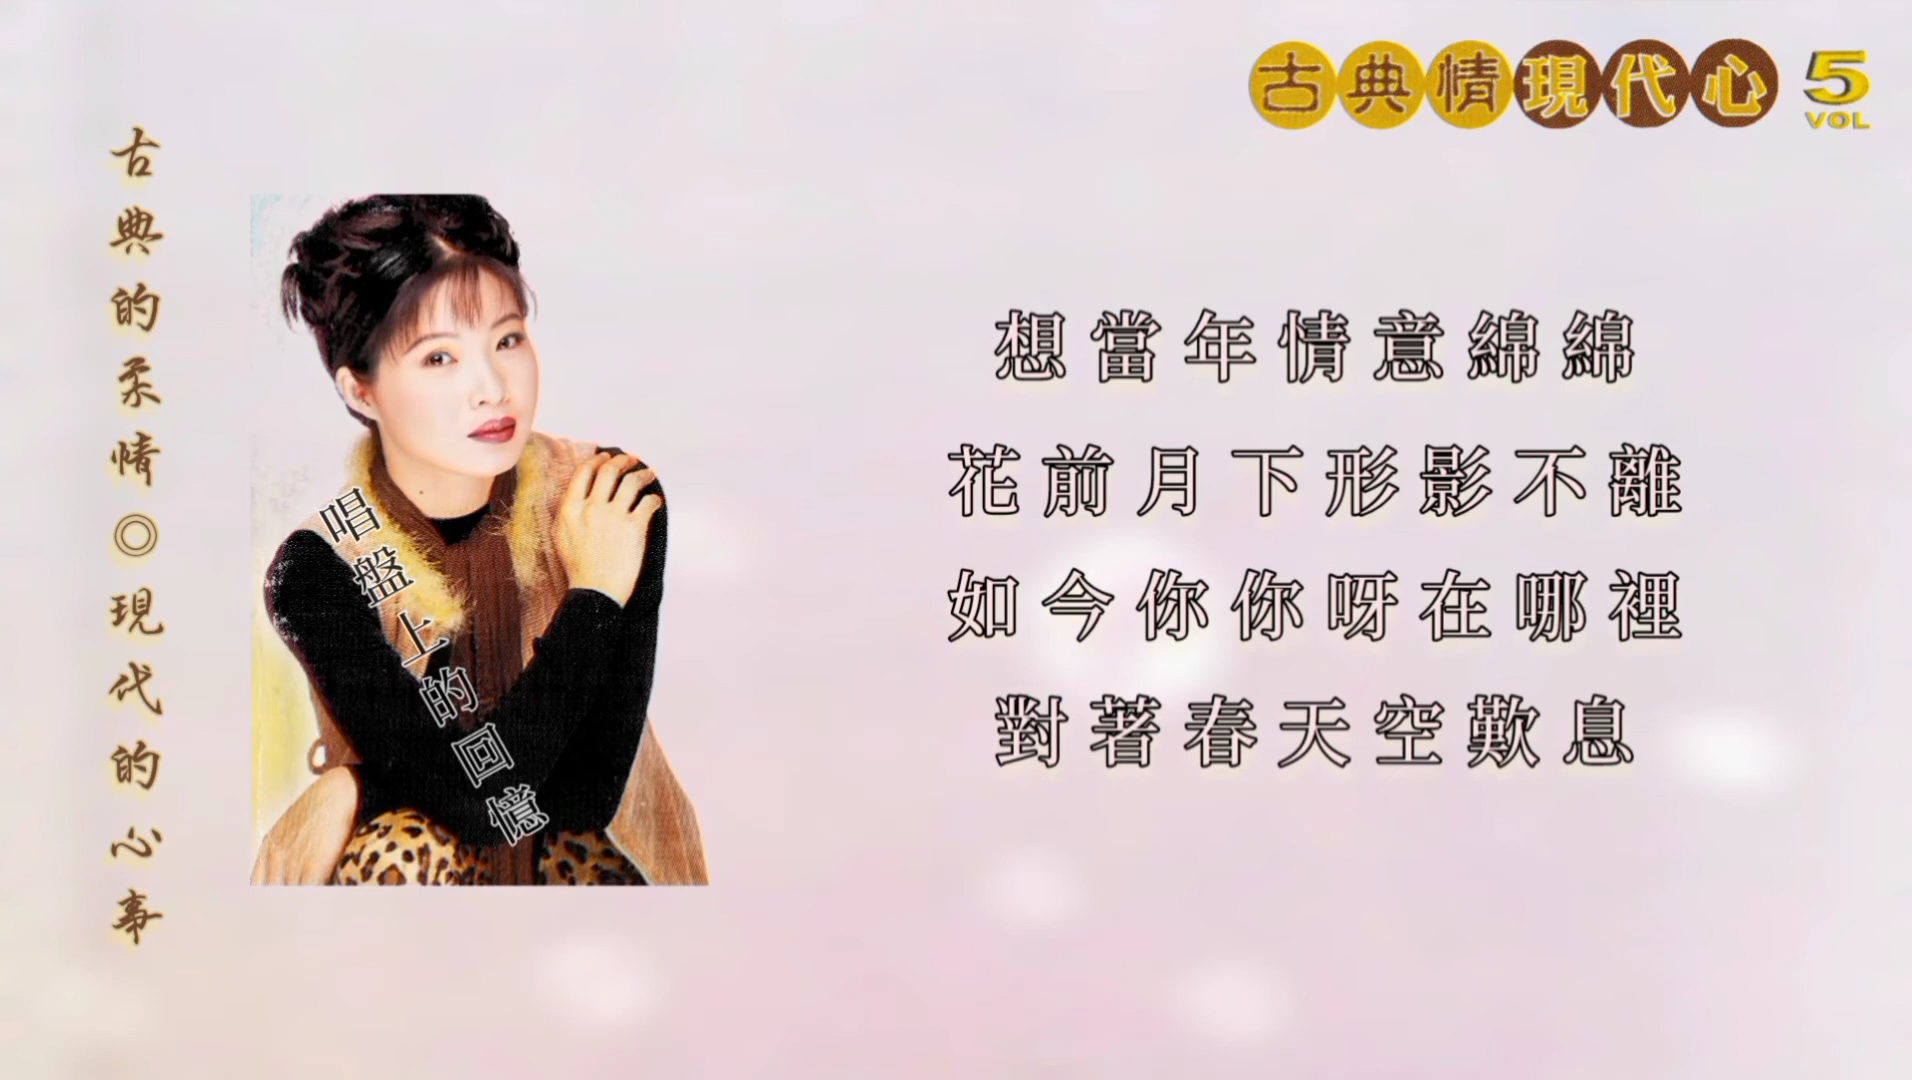 古典情現代心 5
VOL
古典的柔情◎現代的心事
唱盤上的回憶
想當年情意綿綿
花前月下形影不離
如今你你呀在哪裡
對著春天空歎息